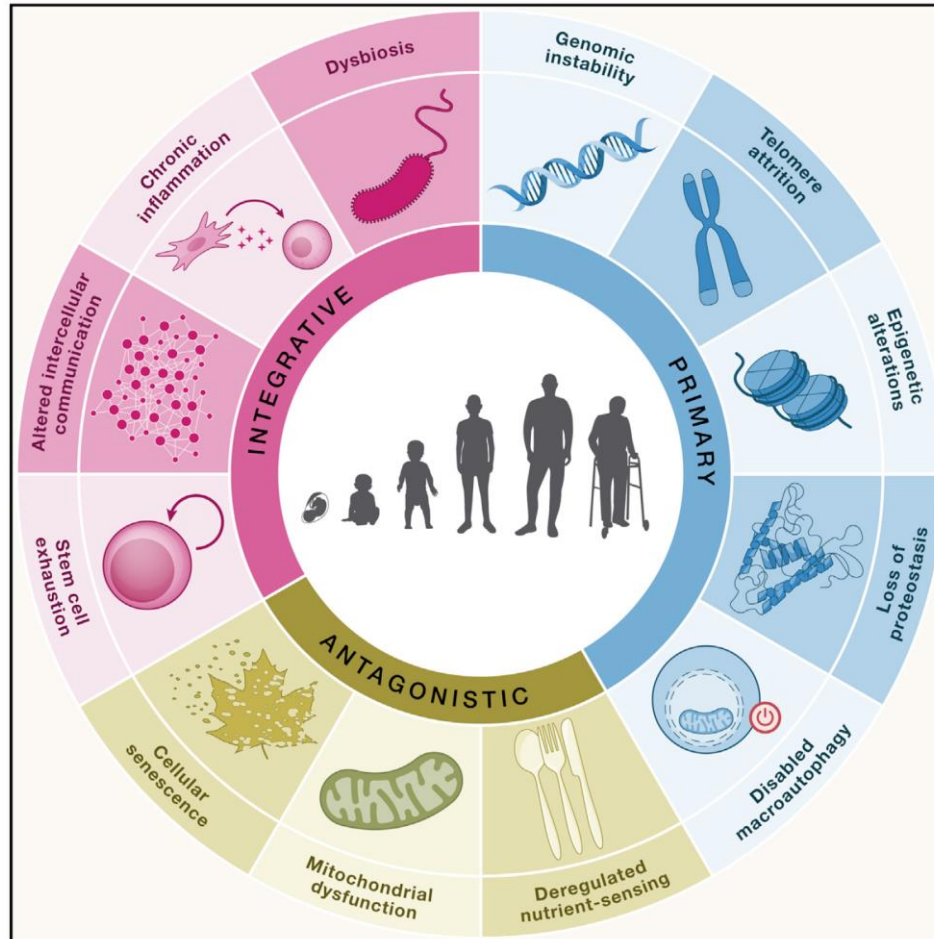 Genomic
instability
Telomere
attrition
Epigenetic
alterations
Loss of
proteostasis
Disabled
macroautophagy
Deregulated
nutrient-sensing
Mitochondrial
dysfunction
Cellular
senescence
Stem cell
exhaustion
Altered intercellular
communication
Chronic
inflammation
Dysbiosis
PRIMARY
ANTAGONISTIC
INTEGRATIVE